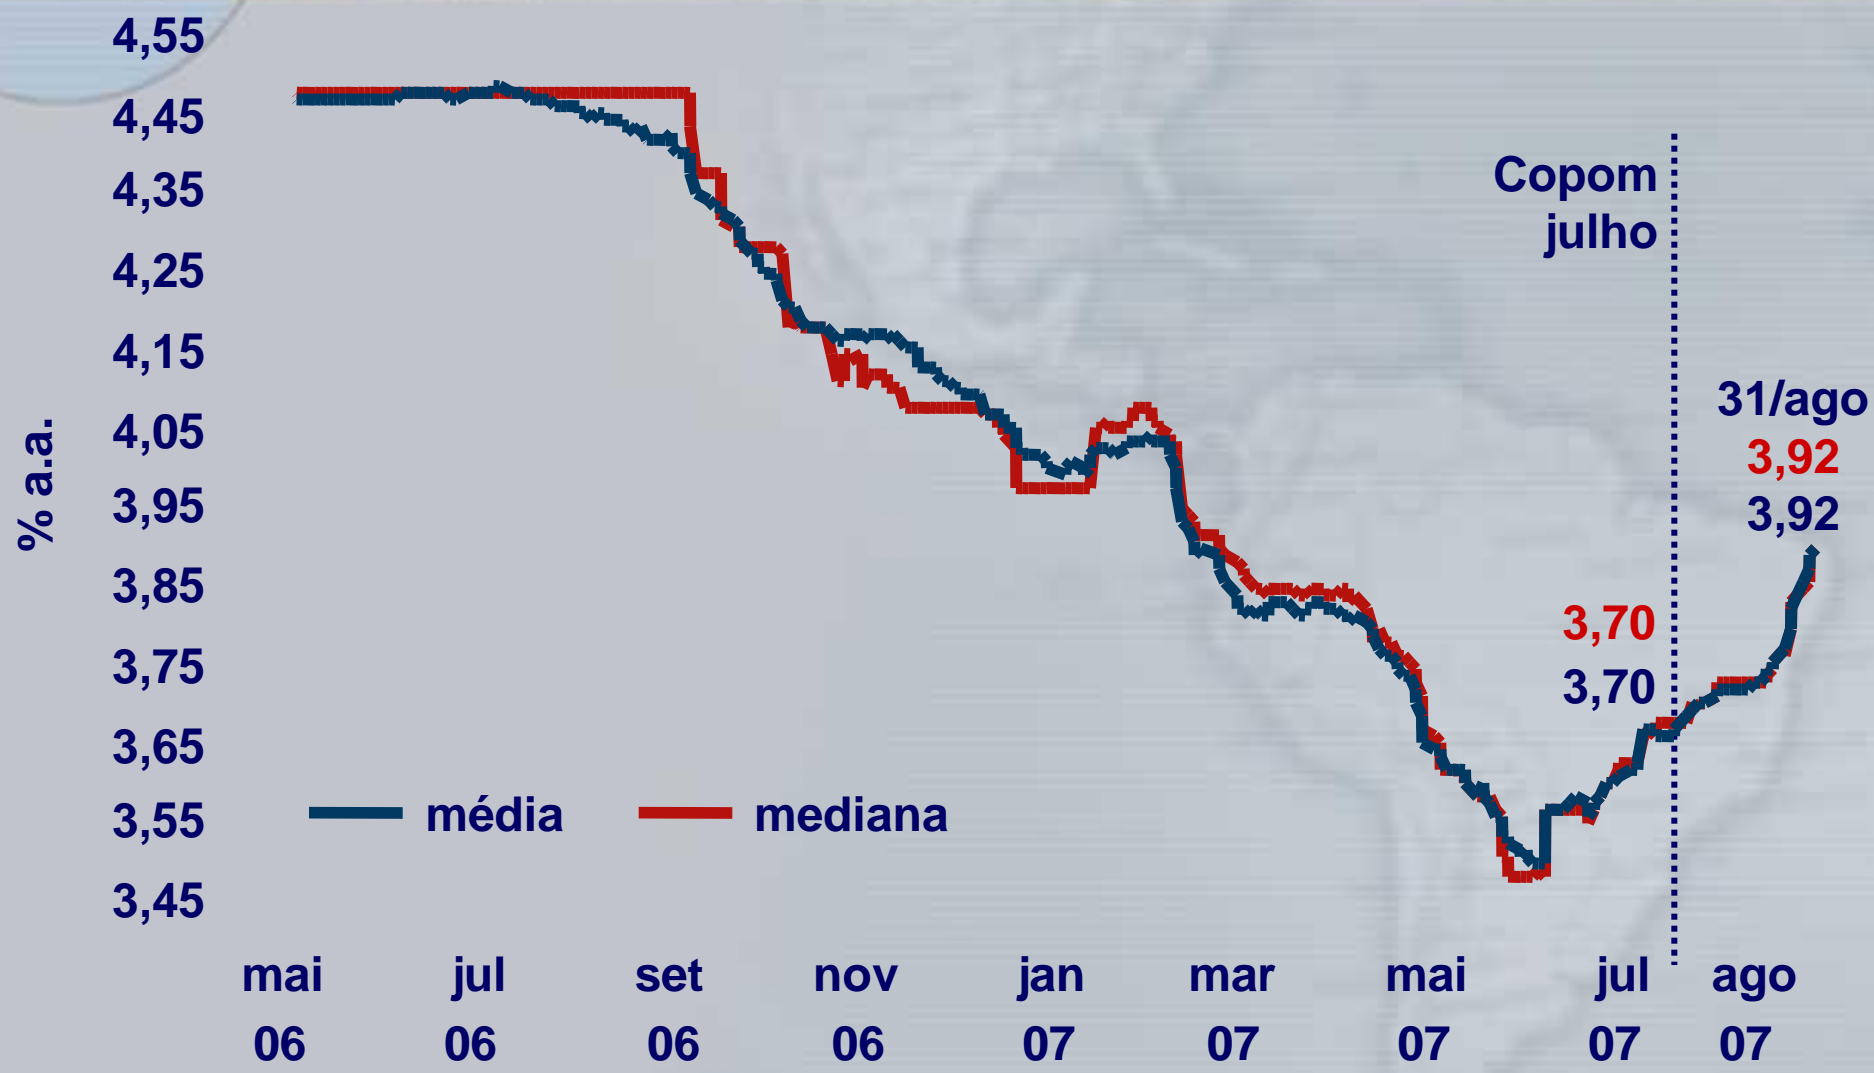 4,55
4,45
4,35
4,25
4,15
4,05
3,95
3,85
3,75
3,65
3,55
3,45
% a.a.
Copom
julho
31/ago
3,92
3,92
3,70
3,70
média mediana
mai jul set nov jan mar mai jul ago
06 06 06 06 07 07 07 07 07